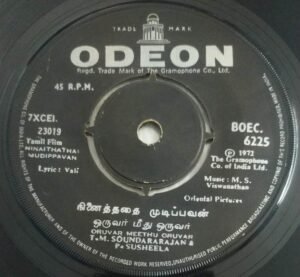 TRADE MARK
ODEON
Regd. Trade Mark of The Gramophone Co., Ltd.
45 R.P.M.
7XCEI.
23019
Tamil Film
NINAITHATHAI
MUDIPPAVAN
Lyric: Vali
BOEC.
6225
℗ 1972
The Gramophone
Co. of India Ltd.
Music: M. S.
Viswanathan
Oriental Pictures
நினைத்ததை முடிப்பவன்
ஒருவர் மீது ஒருவர்
ORUVAR MEETHU ORUVAR
T. M. SOUNDARARAJAN &
P. SUSHEELA